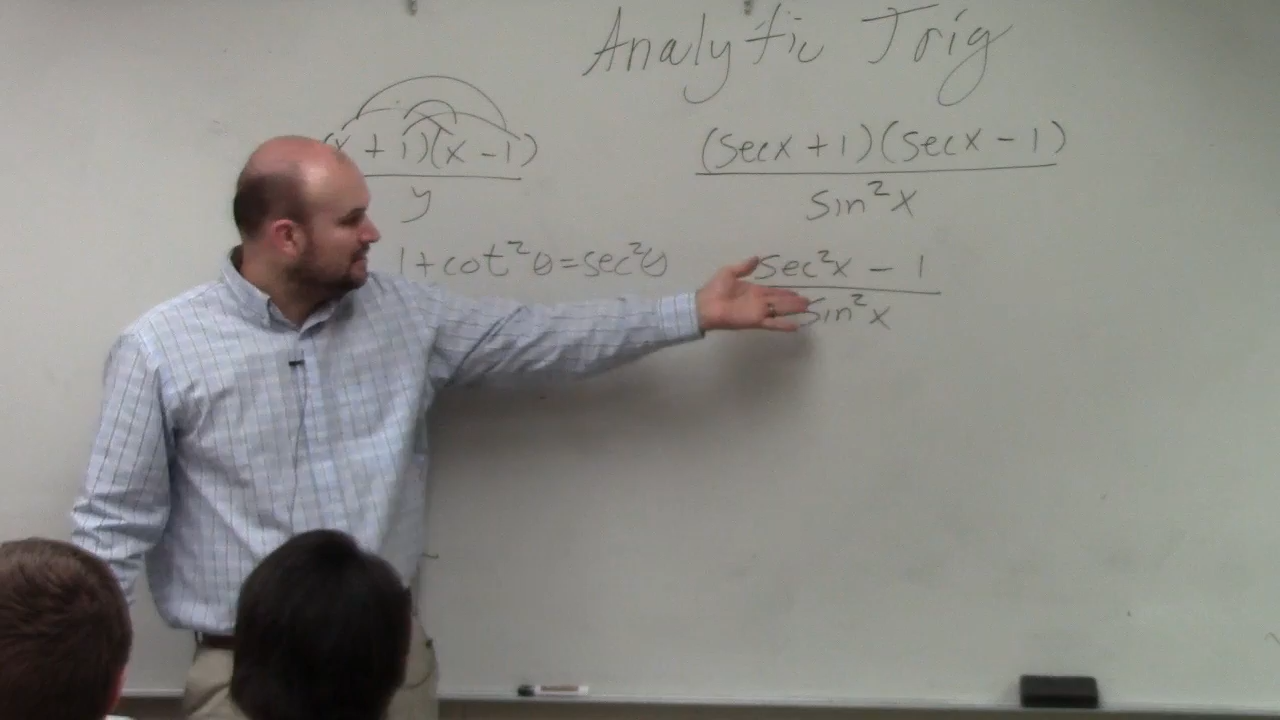 Analytic Trig
(x + 1)(x - 1)
y
(secx + 1)(secx - 1)
sin²x
1 + cot²θ = sec²θ
sec²x - 1
sin²x